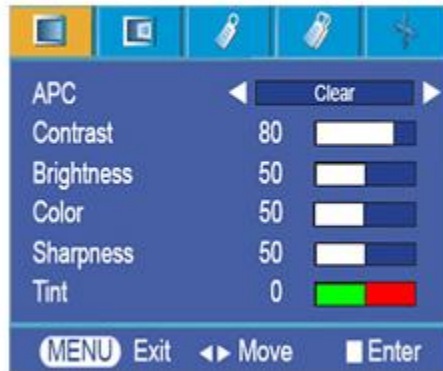 APC Clear
Contrast 80
Brightness 50
Color 50
Sharpness 50
Tint 0
MENU Exit ◀▶ Move ■ Enter